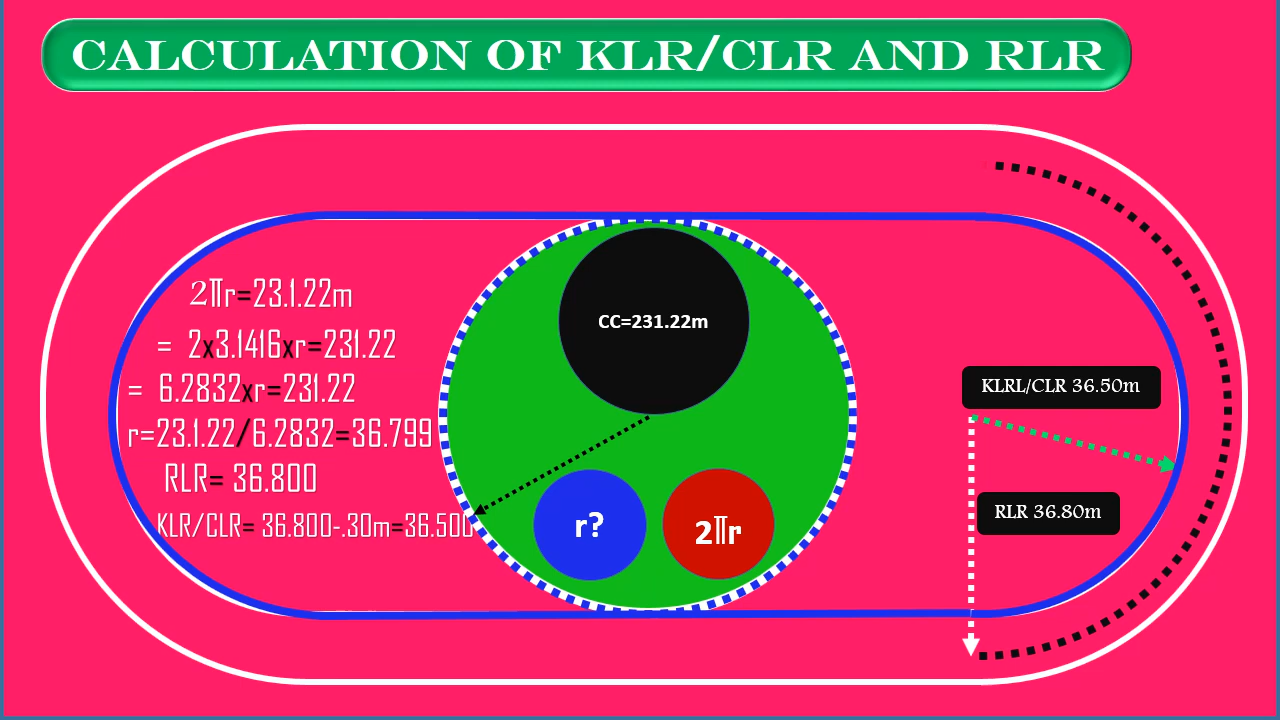 CALCULATION OF KLR/CLR AND RLR
2∏r=23.1.22m
= 2x3.1416xr=231.22
= 6.2832xr=231.22
r=23.1.22/6.2832=36.799
RLR= 36.800
KLR/CLR= 36.800-.30m=36.500
CC=231.22m
r?
2∏r
KLRL/CLR 36.50m
RLR 36.80m